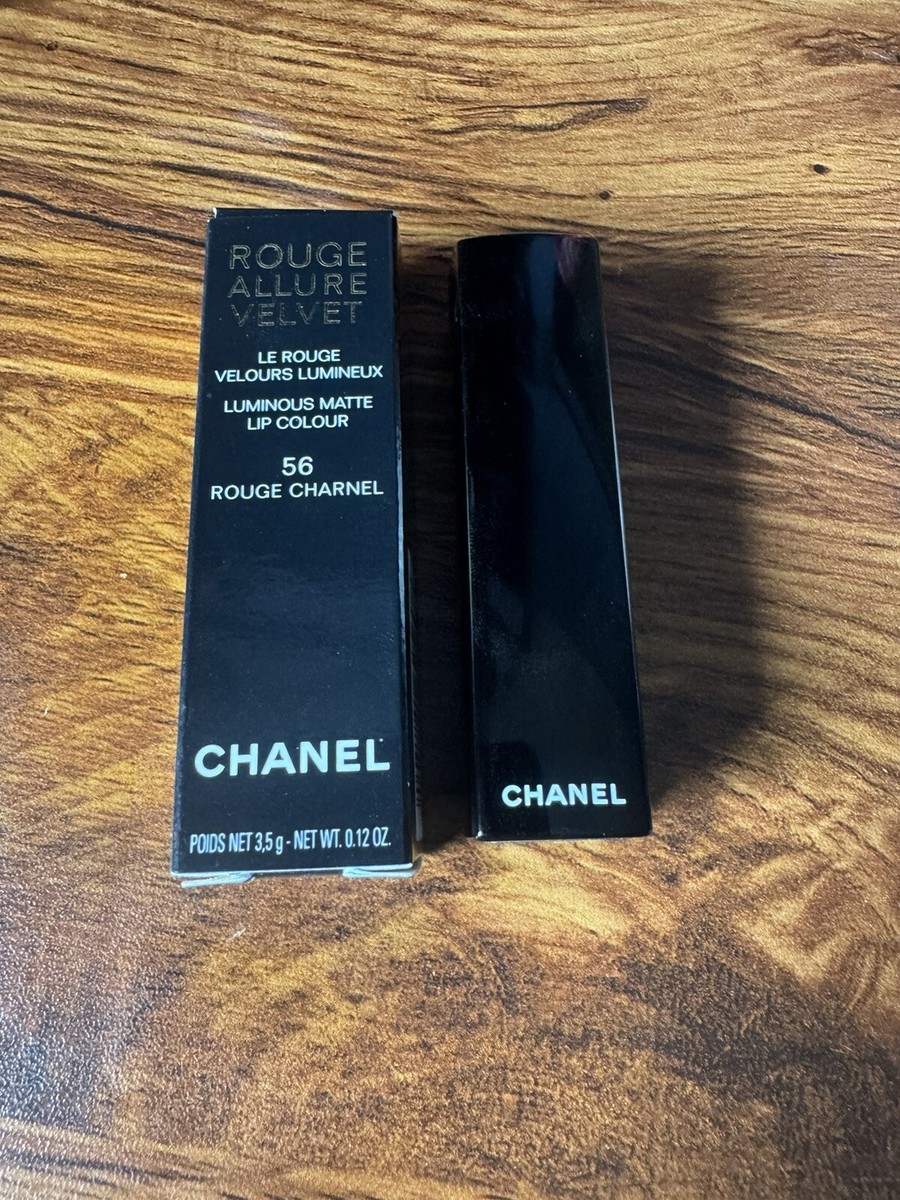 ROUGE
ALLURE
VELVET
LE ROUGE
VELOURS LUMINEUX
LUMINOUS MATTE
LIP COLOUR
56
ROUGE CHARNEL
CHANEL
POIDS NET 3,5 g - NET WT. 0.12 OZ.
CHANEL